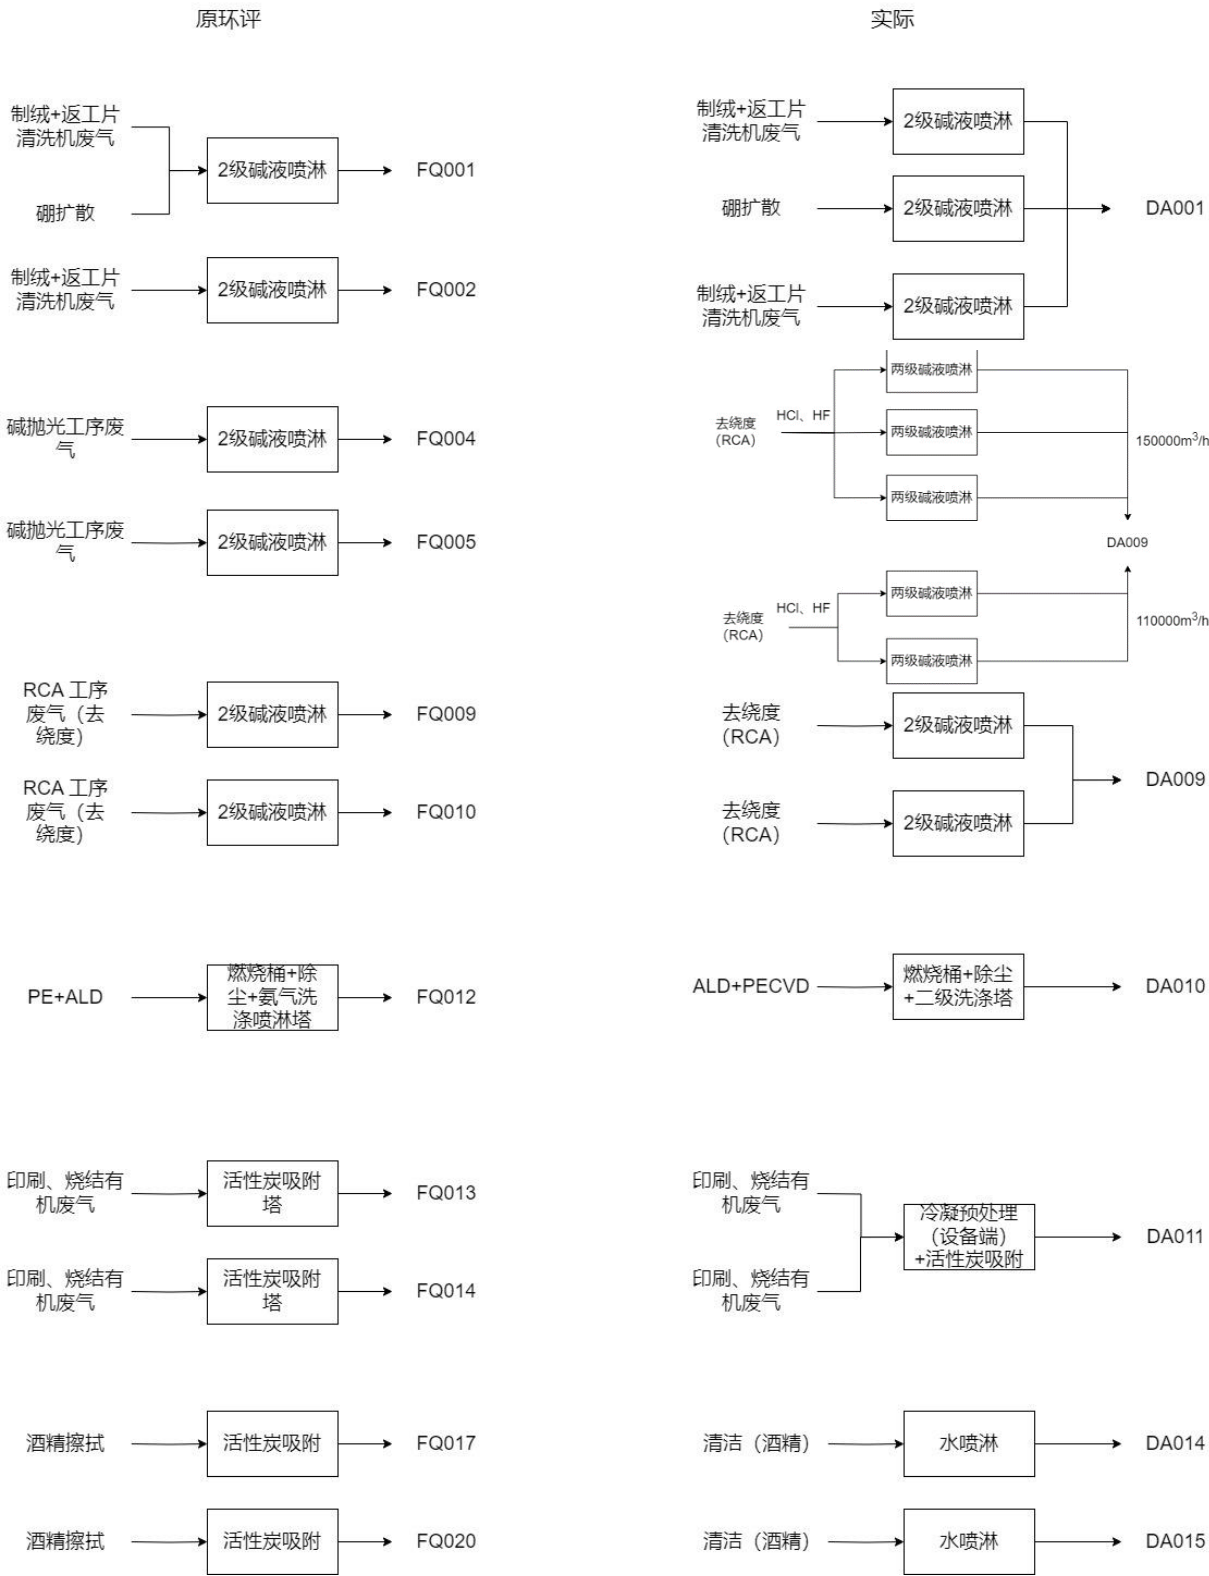 原环评
制绒+返工片
清洗机废气
硼扩散
2级碱液喷淋
FQ001
制绒+返工片
清洗机废气
2级碱液喷淋
FQ002
碱抛光工序废
气
2级碱液喷淋
FQ004
碱抛光工序废
气
2级碱液喷淋
FQ005
RCA 工序
废气（去
绕度）
2级碱液喷淋
FQ009
RCA 工序
废气（去
绕度）
2级碱液喷淋
FQ010
PE+ALD
燃烧桶+除
尘+氨气洗
涤喷淋塔
FQ012
印刷、烧结有
机废气
活性炭吸附
塔
FQ013
印刷、烧结有
机废气
活性炭吸附
塔
FQ014
酒精擦拭
活性炭吸附
FQ017
酒精擦拭
活性炭吸附
FQ020
实际
制绒+返工片
清洗机废气
2级碱液喷淋
硼扩散
2级碱液喷淋
DA001
制绒+返工片
清洗机废气
2级碱液喷淋
去绕度
（RCA）
HCl、HF
两级碱液喷淋
两级碱液喷淋
两级碱液喷淋
150000m³/h
DA009
去绕度
（RCA）
HCl、HF
两级碱液喷淋
两级碱液喷淋
110000m³/h
去绕度
（RCA）
2级碱液喷淋
去绕度
（RCA）
2级碱液喷淋
DA009
ALD+PECVD
燃烧桶+除尘
+二级洗涤塔
DA010
印刷、烧结有
机废气
印刷、烧结有
机废气
冷凝预处理
（设备端）
+活性炭吸附
DA011
清洁（酒精）
水喷淋
DA014
清洁（酒精）
水喷淋
DA015